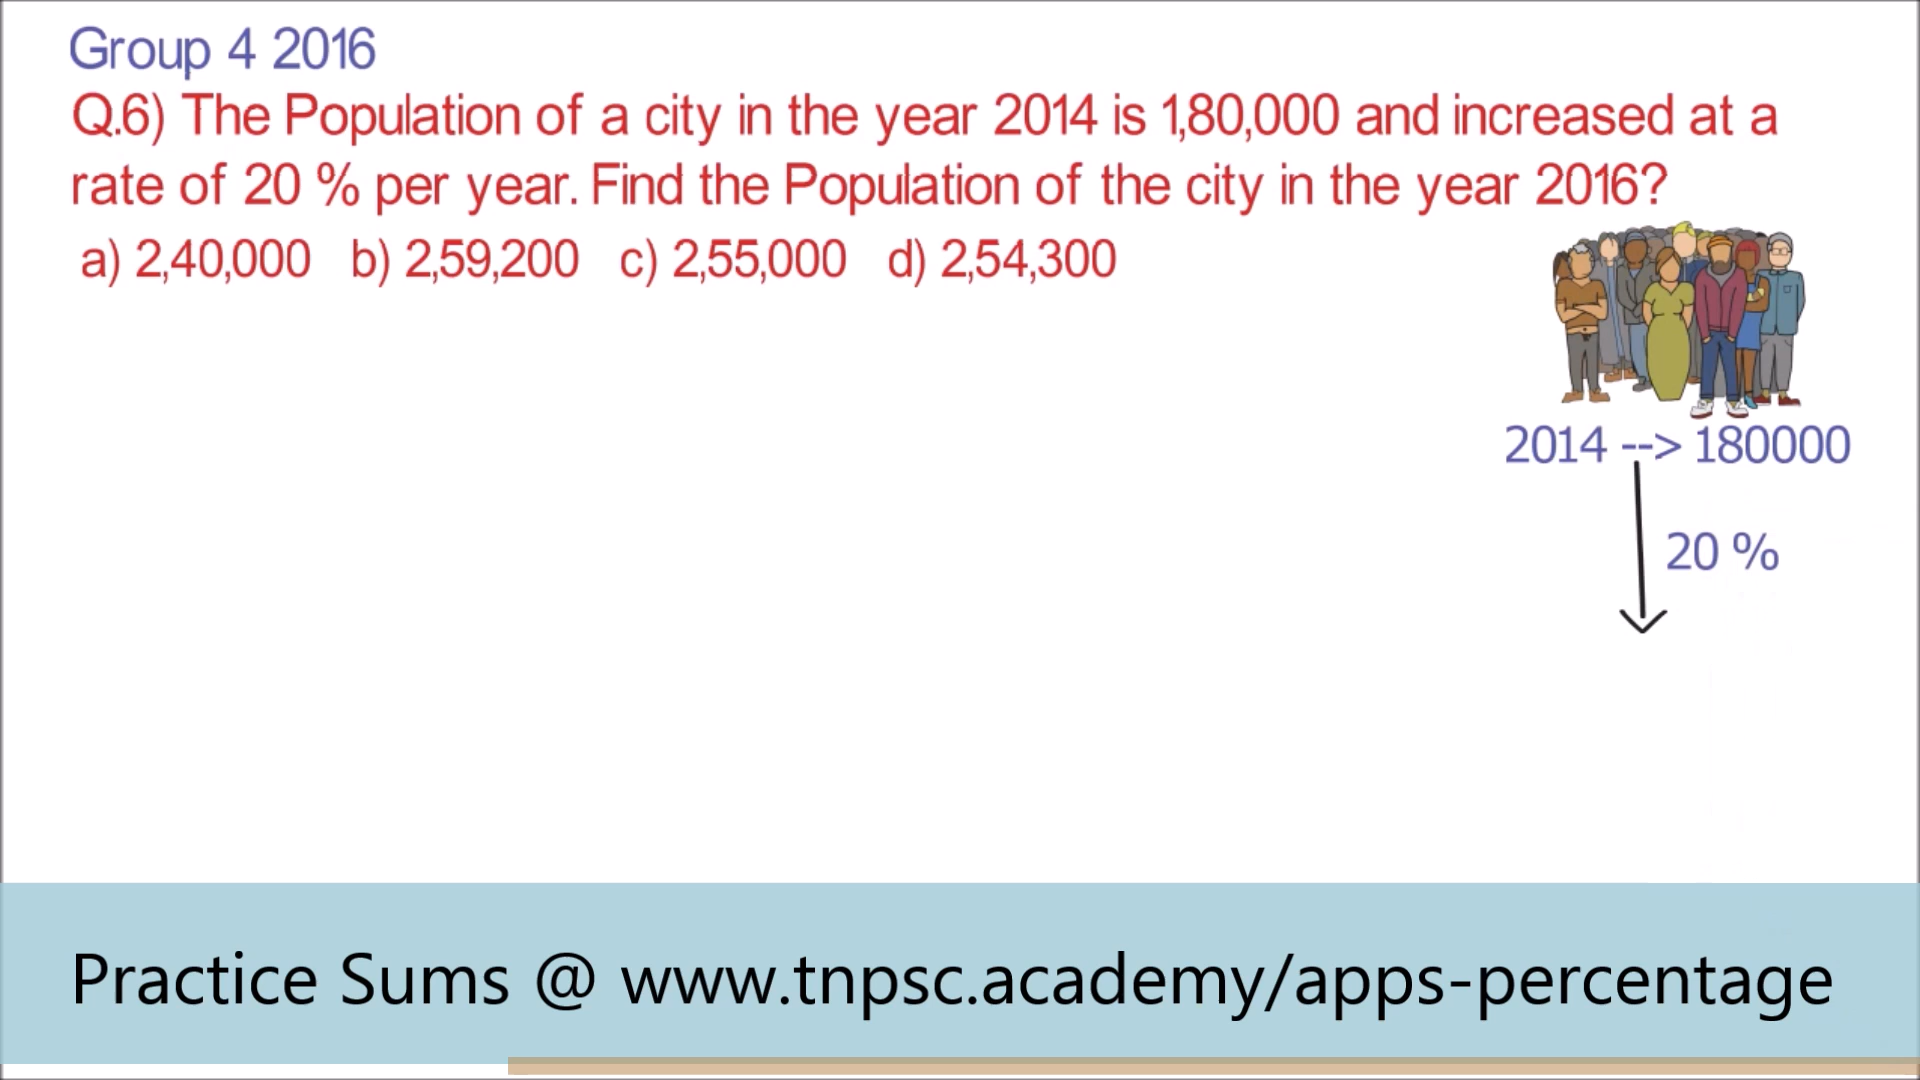 Group 4 2016
Q.6) The Population of a city in the year 2014 is 1,80,000 and increased at a
rate of 20 % per year. Find the Population of the city in the year 2016?
a) 2,40,000 b) 2,59,200 c) 2,55,000 d) 2,54,300
2014 --> 180000
20 %
Practice Sums @ www.tnpsc.academy/apps-percentage